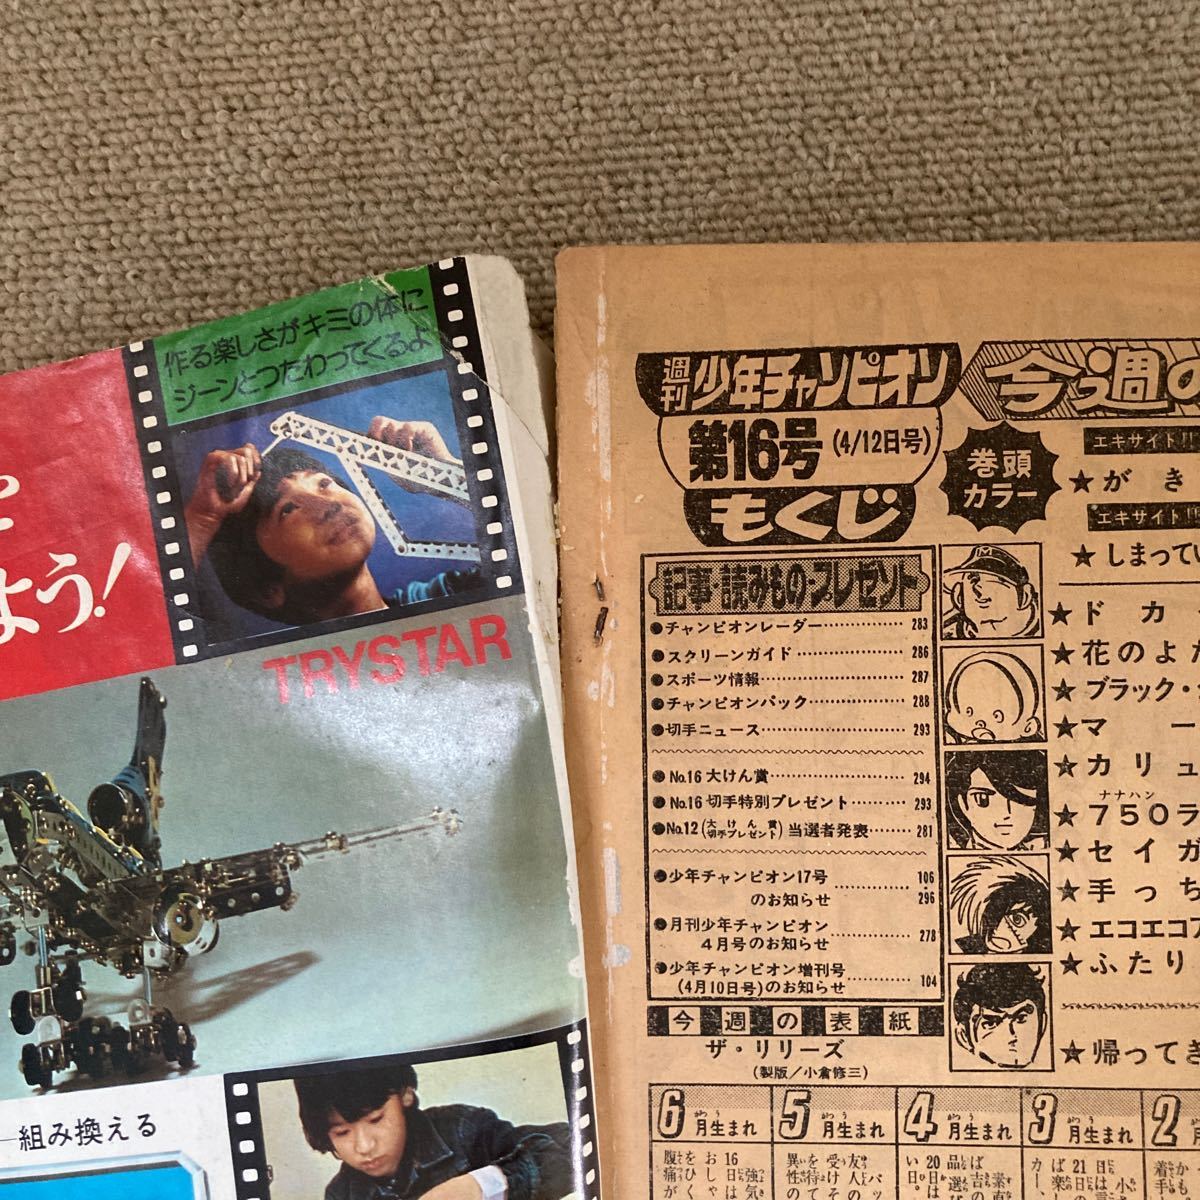 作る楽しさがキミの体に
ジーンとつたわってくるよ
よう!
TRYSTAR
組み換える
週刊少年チャンピオン
第16号(4/12日号)
もくじ
今週の
巻頭
カラー
エキサイト!!
★がき
エキサイト!!
★しまってい
★ドカ
★花のよた
★ブラック・
★マー
★カリュ
ナナハン
★750ラ
★セイガ
★手っち
★エコエコア
★ふたり
★帰ってき
記事・読みもの・プレゼント
●チャンピオンレーダー 283
●スクリーンガイド 286
●スポーツ情報 287
●チャンピオンパック 288
●切手ニュース 293
●No.16 大けん賞 294
●No.16 切手特別プレゼント 293
●No.12(大けん賞 切手プレゼント)当選者発表 281
●少年チャンピオン17号 106
のお知らせ 296
●月刊少年チャンピオン
4月号のお知らせ 278
●少年チャンピオン増刊号
(4月10日号)のお知らせ 104
今週の表紙
ザ・リリーズ
(製版/小倉修三)
6月生まれ
5月生まれ
4月生まれ
3月生まれ
2月生まれ